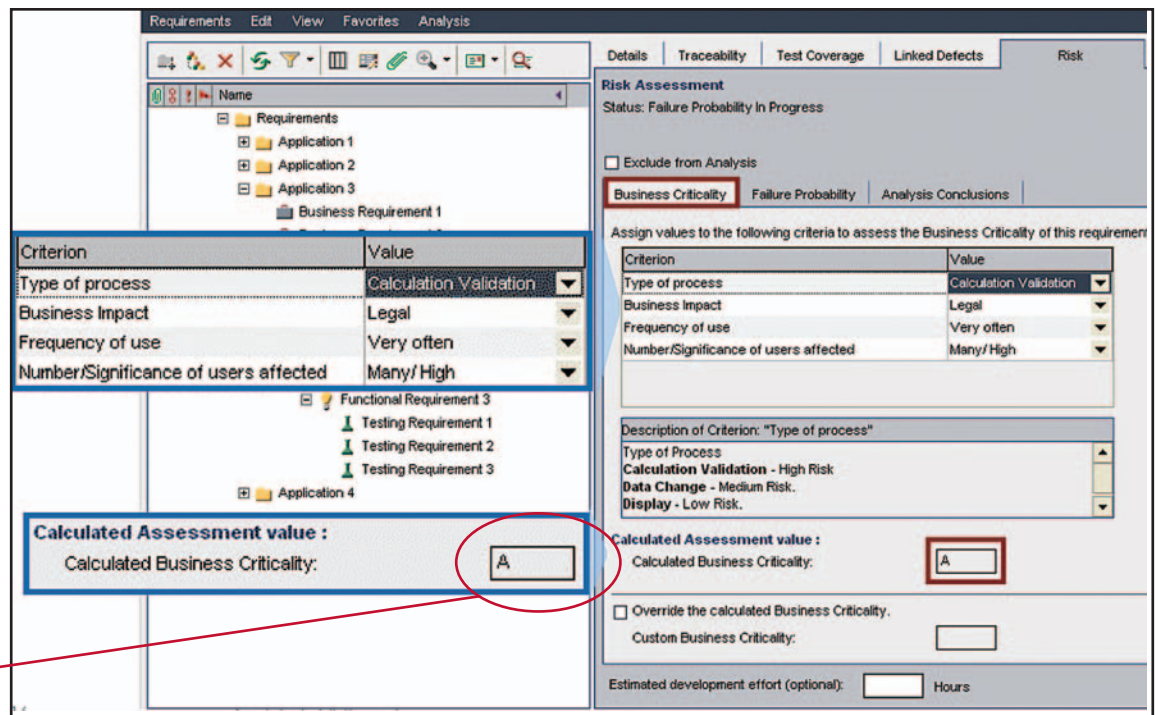 Requirements Edit View Favorites Analysis
Name
Requirements
Application 1
Application 2
Application 3
Business Requirement 1
Criterion Value
Type of process Calculation Validation
Business Impact Legal
Frequency of use Very often
Number/Significance of users affected Many/High
Functional Requirement 3
Testing Requirement 1
Testing Requirement 2
Testing Requirement 3
Application 4
Calculated Assessment value :
Calculated Business Criticality: A
Details Traceability Test Coverage Linked Defects Risk
Risk Assessment
Status: Failure Probability In Progress
Exclude from Analysis
Business Criticality Failure Probability Analysis Conclusions
Assign values to the following criteria to assess the Business Criticality of this requirement
Criterion Value
Type of process Calculation Validation
Business Impact Legal
Frequency of use Very often
Number/Significance of users affected Many/High
Description of Criterion: "Type of process"
Type of Process
Calculation Validation - High Risk
Data Change - Medium Risk.
Display - Low Risk.
Calculated Assessment value :
Calculated Business Criticality: A
Override the calculated Business Criticality.
Custom Business Criticality:
Estimated development effort (optional): Hours